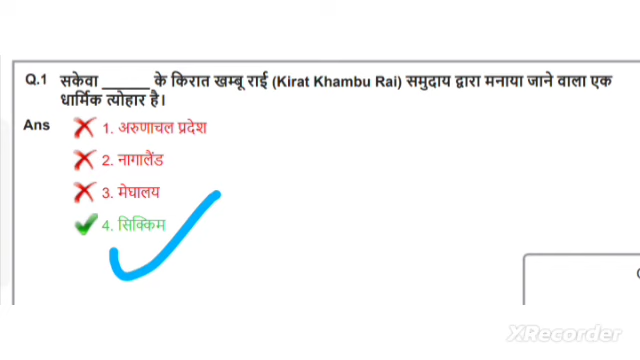 Q.1 सकेवा ______ के किरात खम्बू राई (Kirat Khambu Rai) समुदाय द्वारा मनाया जाने वाला एक
धार्मिक त्योहार है।
Ans 1. अरुणाचल प्रदेश
2. नागालैंड
3. मेघालय
4. सिक्किम
XRecorder